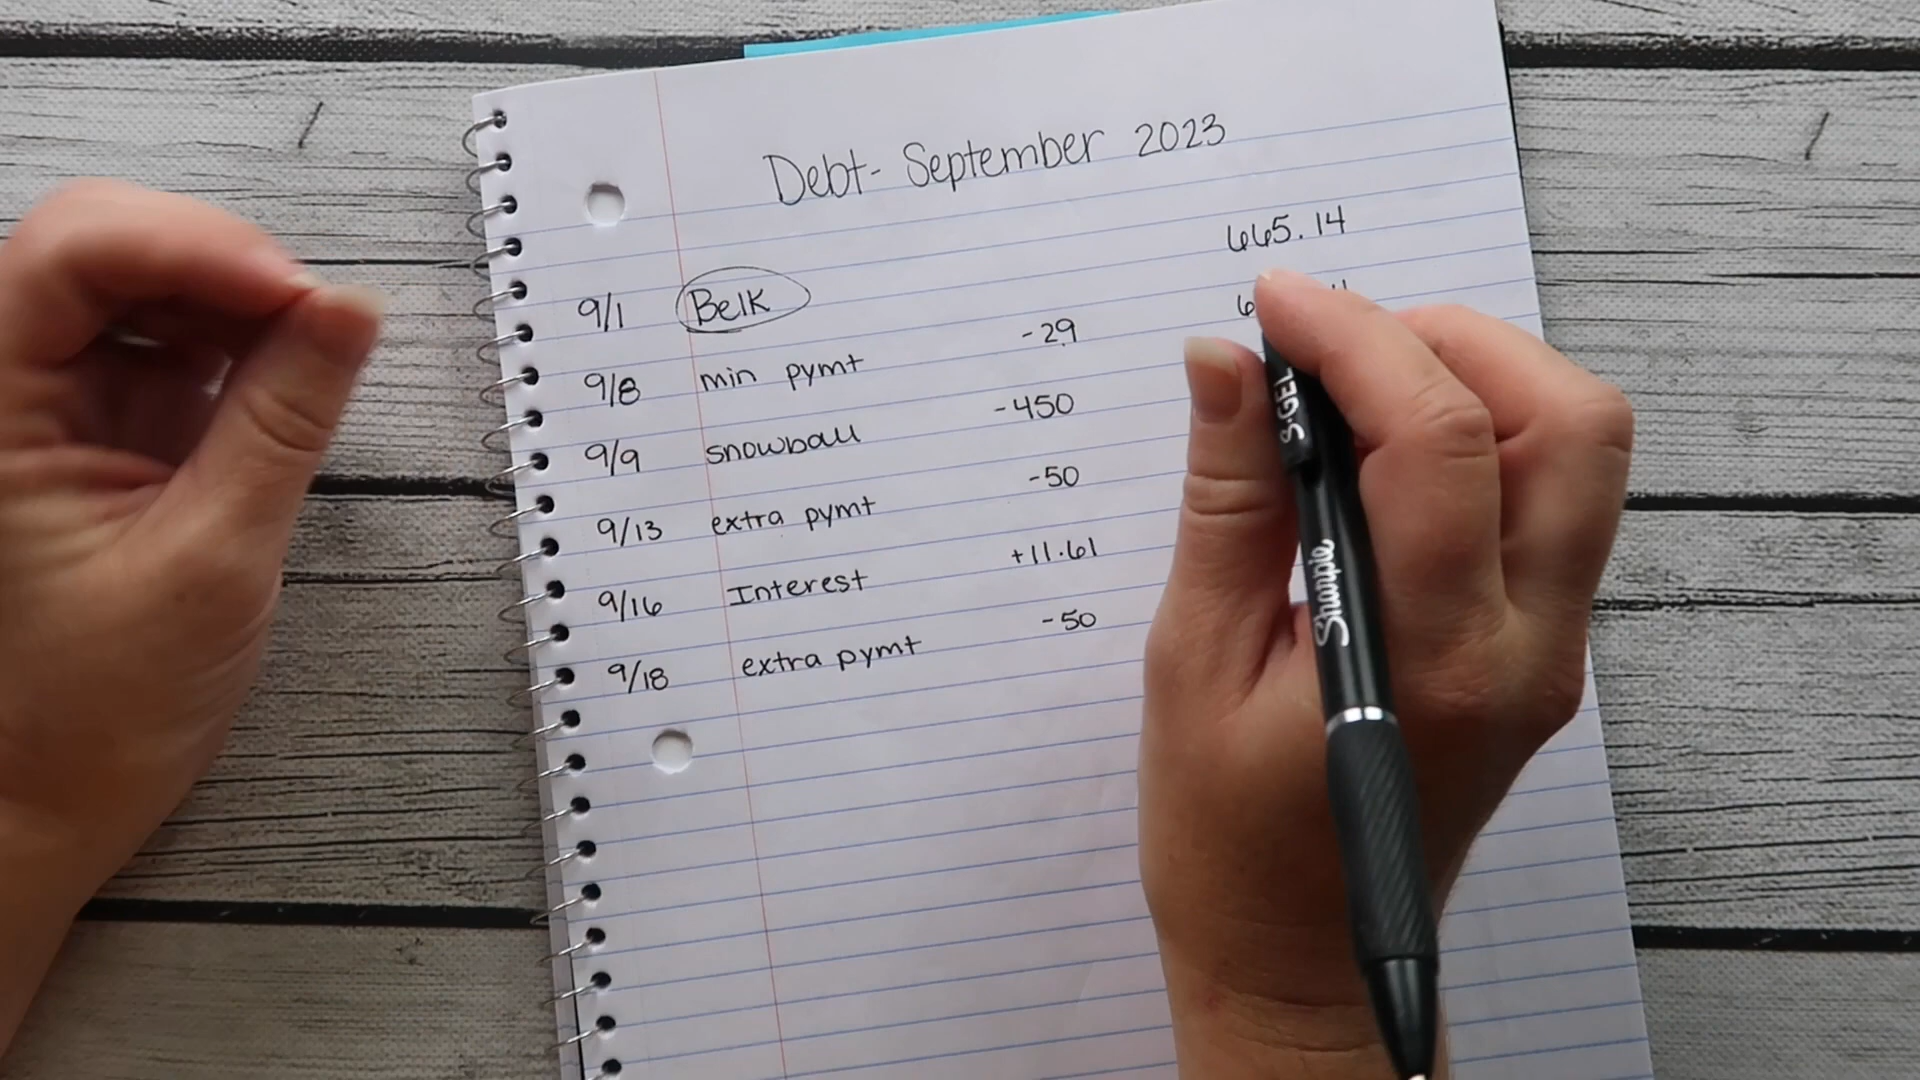 Debt- September 2023
665.14
9/1 Belk
9/8 min pymt -29
9/9 snowball -450
9/13 extra pymt -50
9/16 Interest +11.61
9/18 extra pymt -50
S·GEL
Sharpie